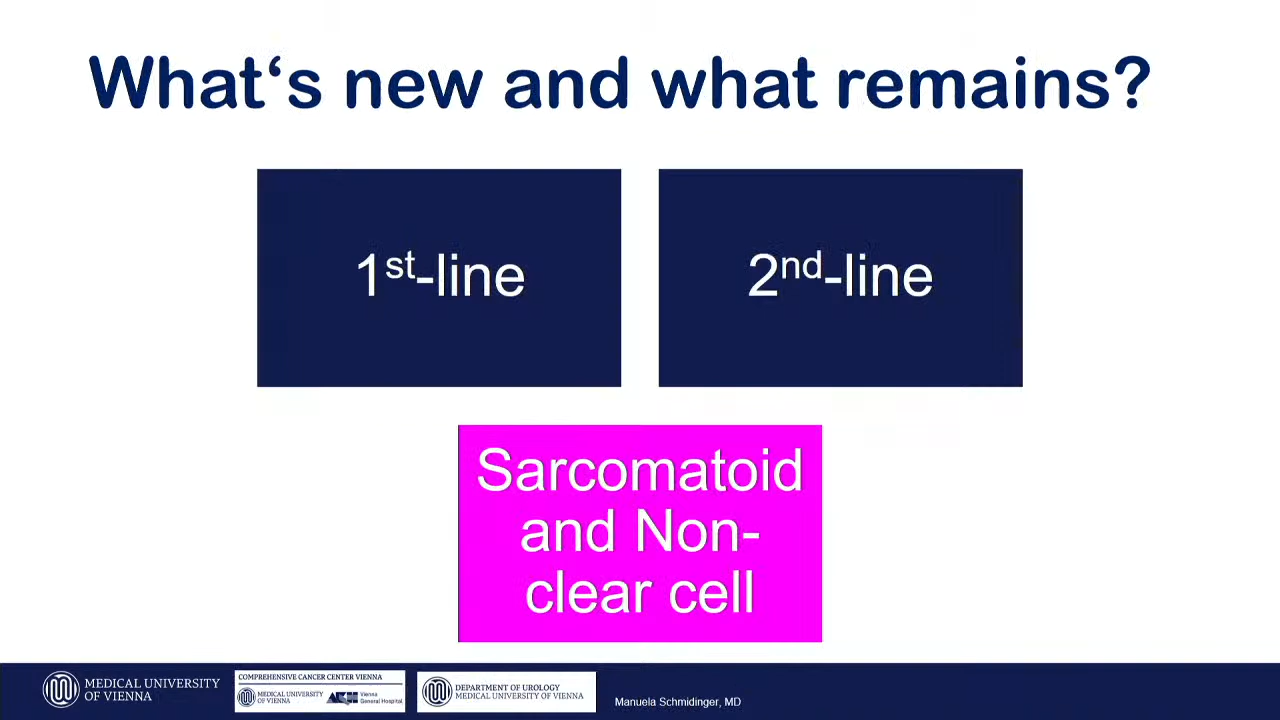 What‘s new and what remains?
1st-line
2nd-line
Sarcomatoid
and Non-
clear cell
MEDICAL UNIVERSITY
OF VIENNA
COMPREHENSIVE CANCER CENTER VIENNA
MEDICAL UNIVERSITY
OF VIENNA
AKH
Vienna
General Hospital
DEPARTMENT OF UROLOGY
MEDICAL UNIVERSITY OF VIENNA
Manuela Schmidinger, MD